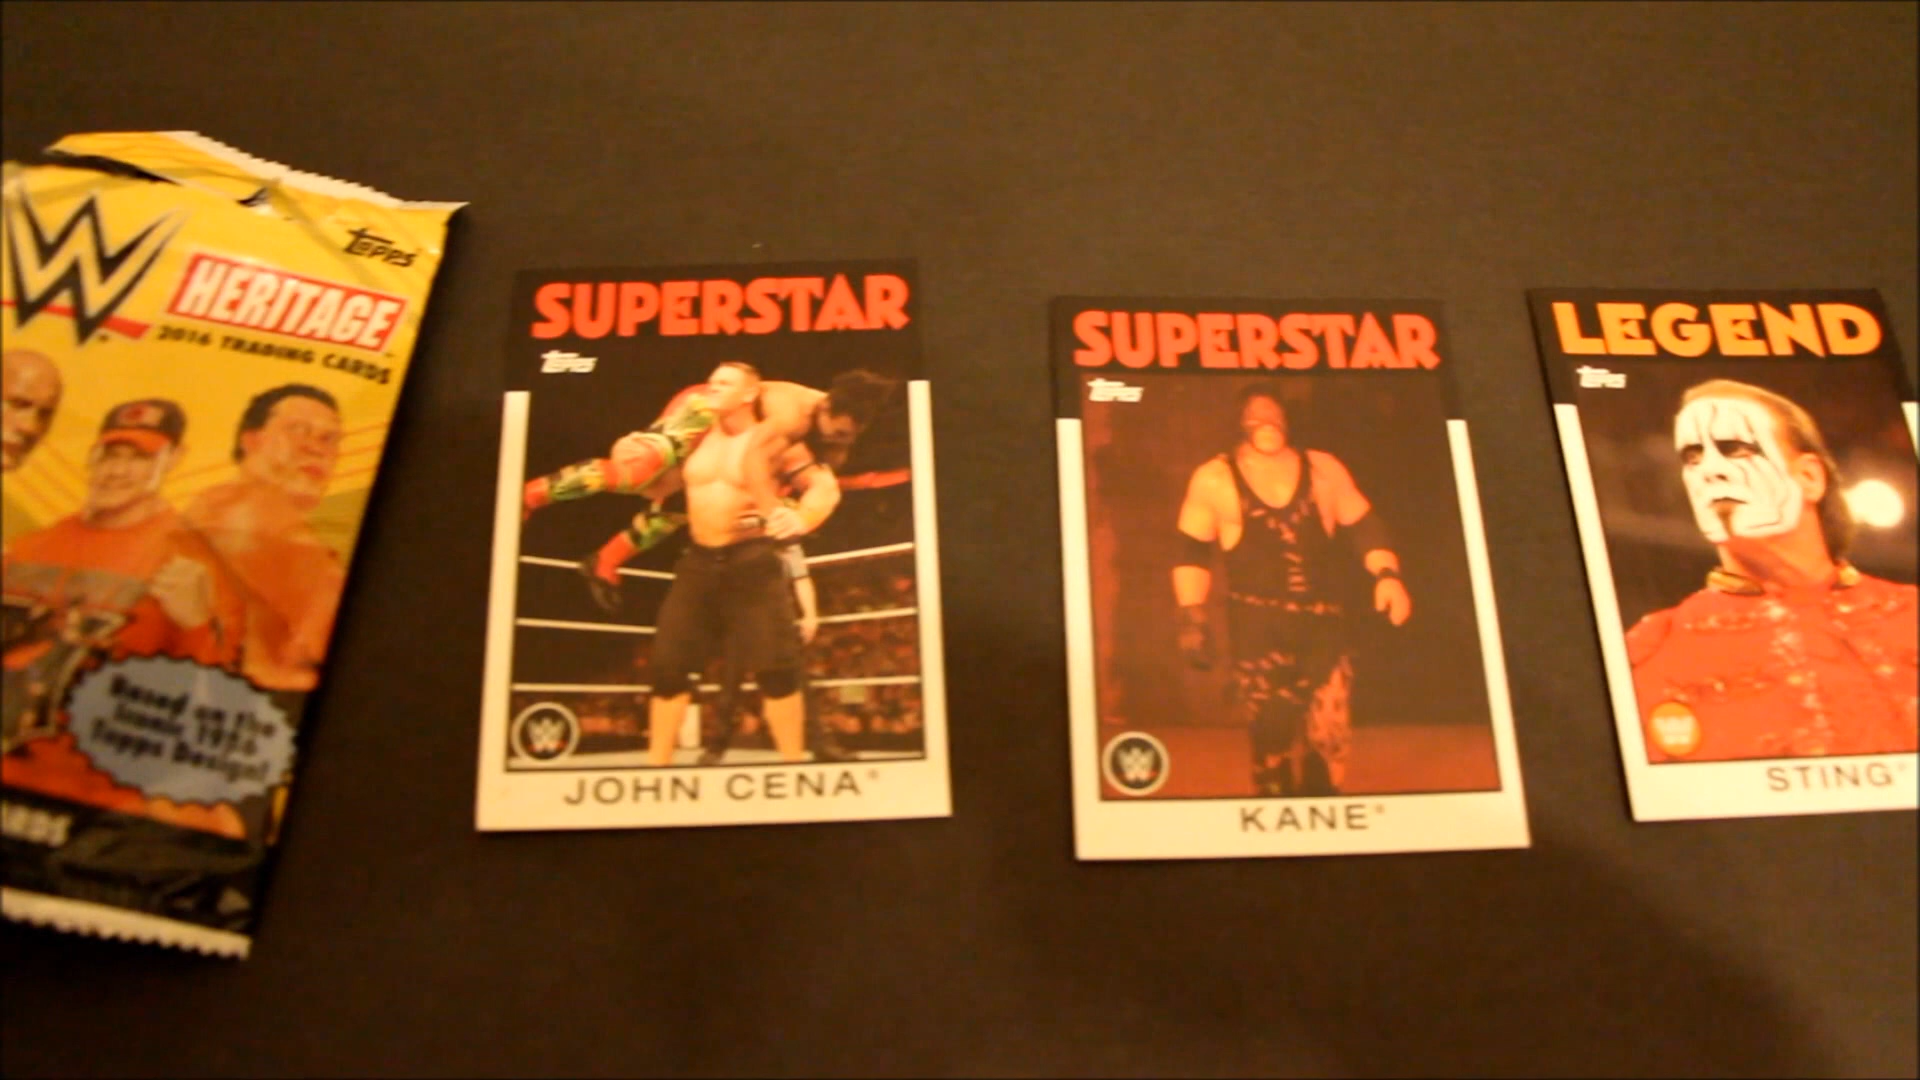 W
HERITAGE
topps
2016 TRADING CARDS
Based on the
Iconic 1986
Topps Design!
SUPERSTAR
topps
W
JOHN CENA®
SUPERSTAR
topps
W
KANE®
LEGEND
topps
STING®